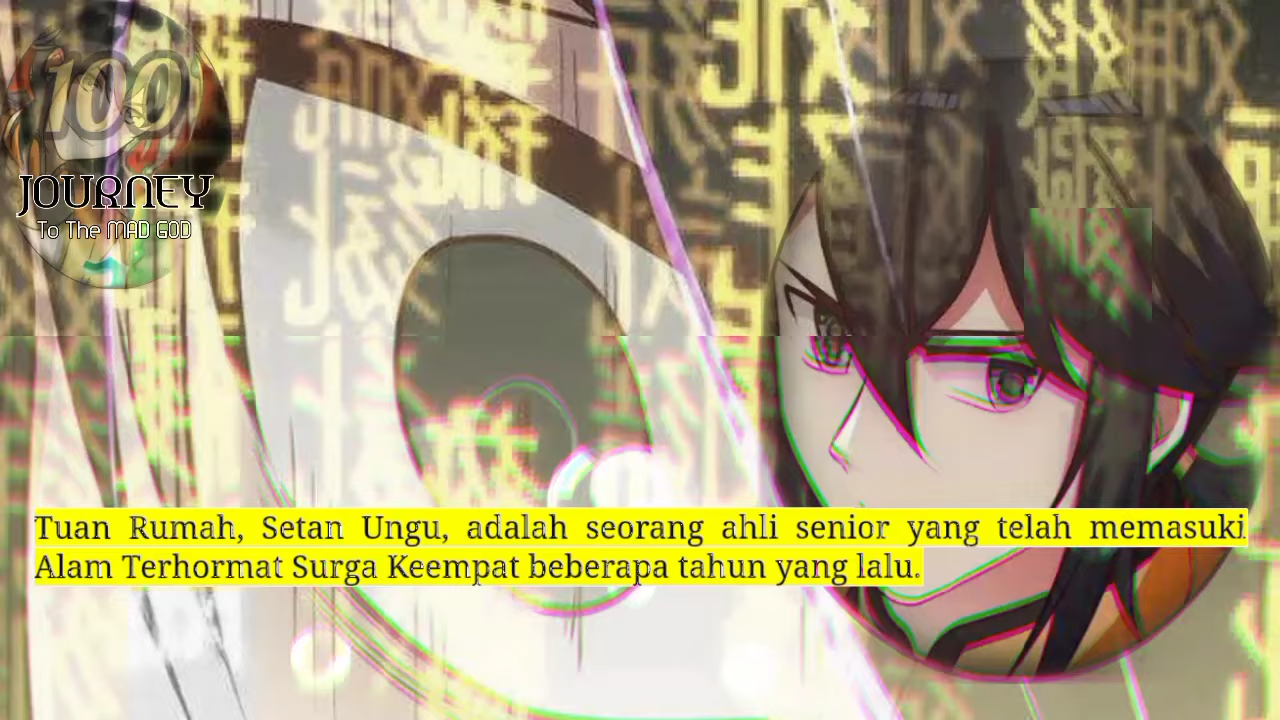 100
JOURNEY
To The MAD GOD
Tuan Rumah, Setan Ungu, adalah seorang ahli senior yang telah memasuki
Alam Terhormat Surga Keempat beberapa tahun yang lalu.